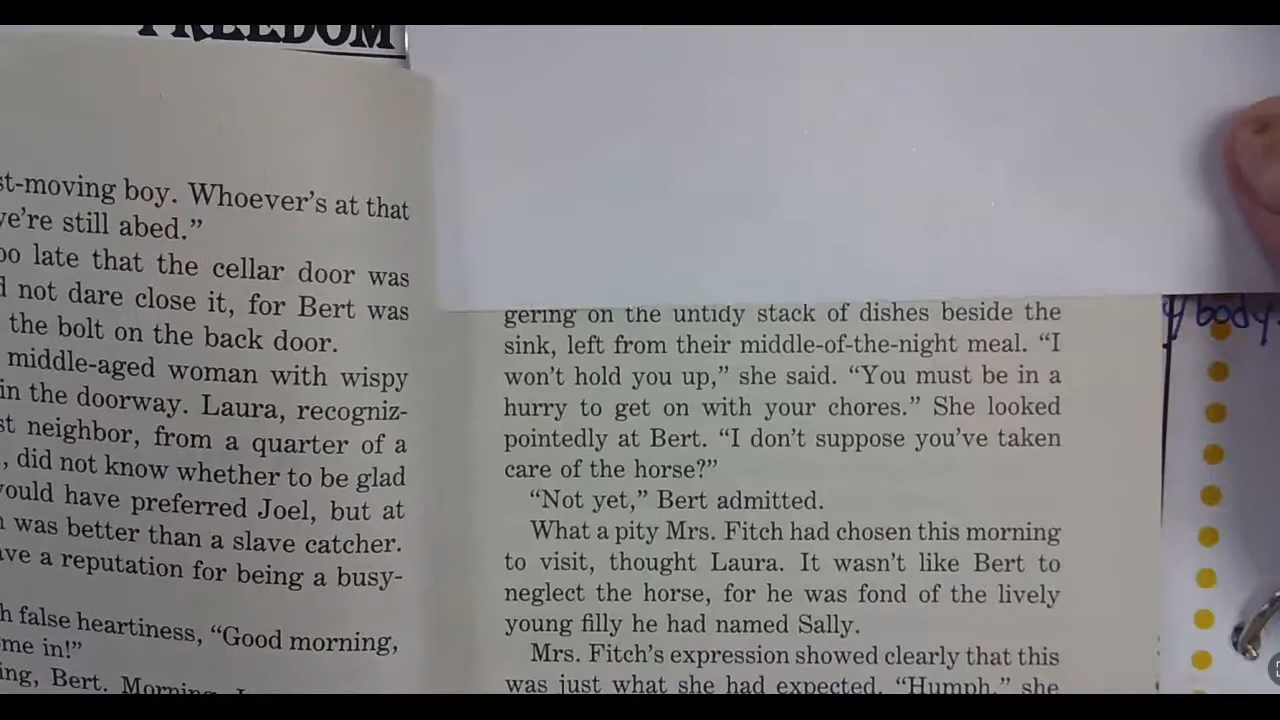 FREEDOM
st-moving boy. Whoever's at that
ve're still abed."
oo late that the cellar door was
d not dare close it, for Bert was
the bolt on the back door.
middle-aged woman with wispy
in the doorway. Laura, recogniz-
st neighbor, from a quarter of a
, did not know whether to be glad
would have preferred Joel, but at
n was better than a slave catcher.
ave a reputation for being a busy-
h false heartiness, "Good morning,
me in!"
ing, Bert. Morning
gering on the untidy stack of dishes beside the
sink, left from their middle-of-the-night meal. "I
won't hold you up," she said. "You must be in a
hurry to get on with your chores." She looked
pointedly at Bert. "I don't suppose you've taken
care of the horse?"
"Not yet," Bert admitted.
What a pity Mrs. Fitch had chosen this morning
to visit, thought Laura. It wasn't like Bert to
neglect the horse, for he was fond of the lively
young filly he had named Sally.
Mrs. Fitch's expression showed clearly that this
was just what she had expected. "Humph," she
body